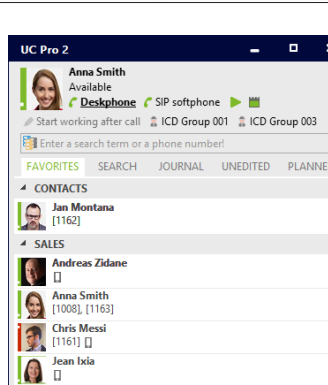 UC Pro 2
Anna Smith
Available
Deskphone SIP softphone
Start working after call ICD Group 001 ICD Group 003
Enter a search term or a phone number!
FAVORITES SEARCH JOURNAL UNEDITED PLANNE
CONTACTS
Jan Montana
[1162]
SALES
Andreas Zidane
[]
Anna Smith
[1008], [1163]
Chris Messi
[1161] []
Jean Ixia
[]